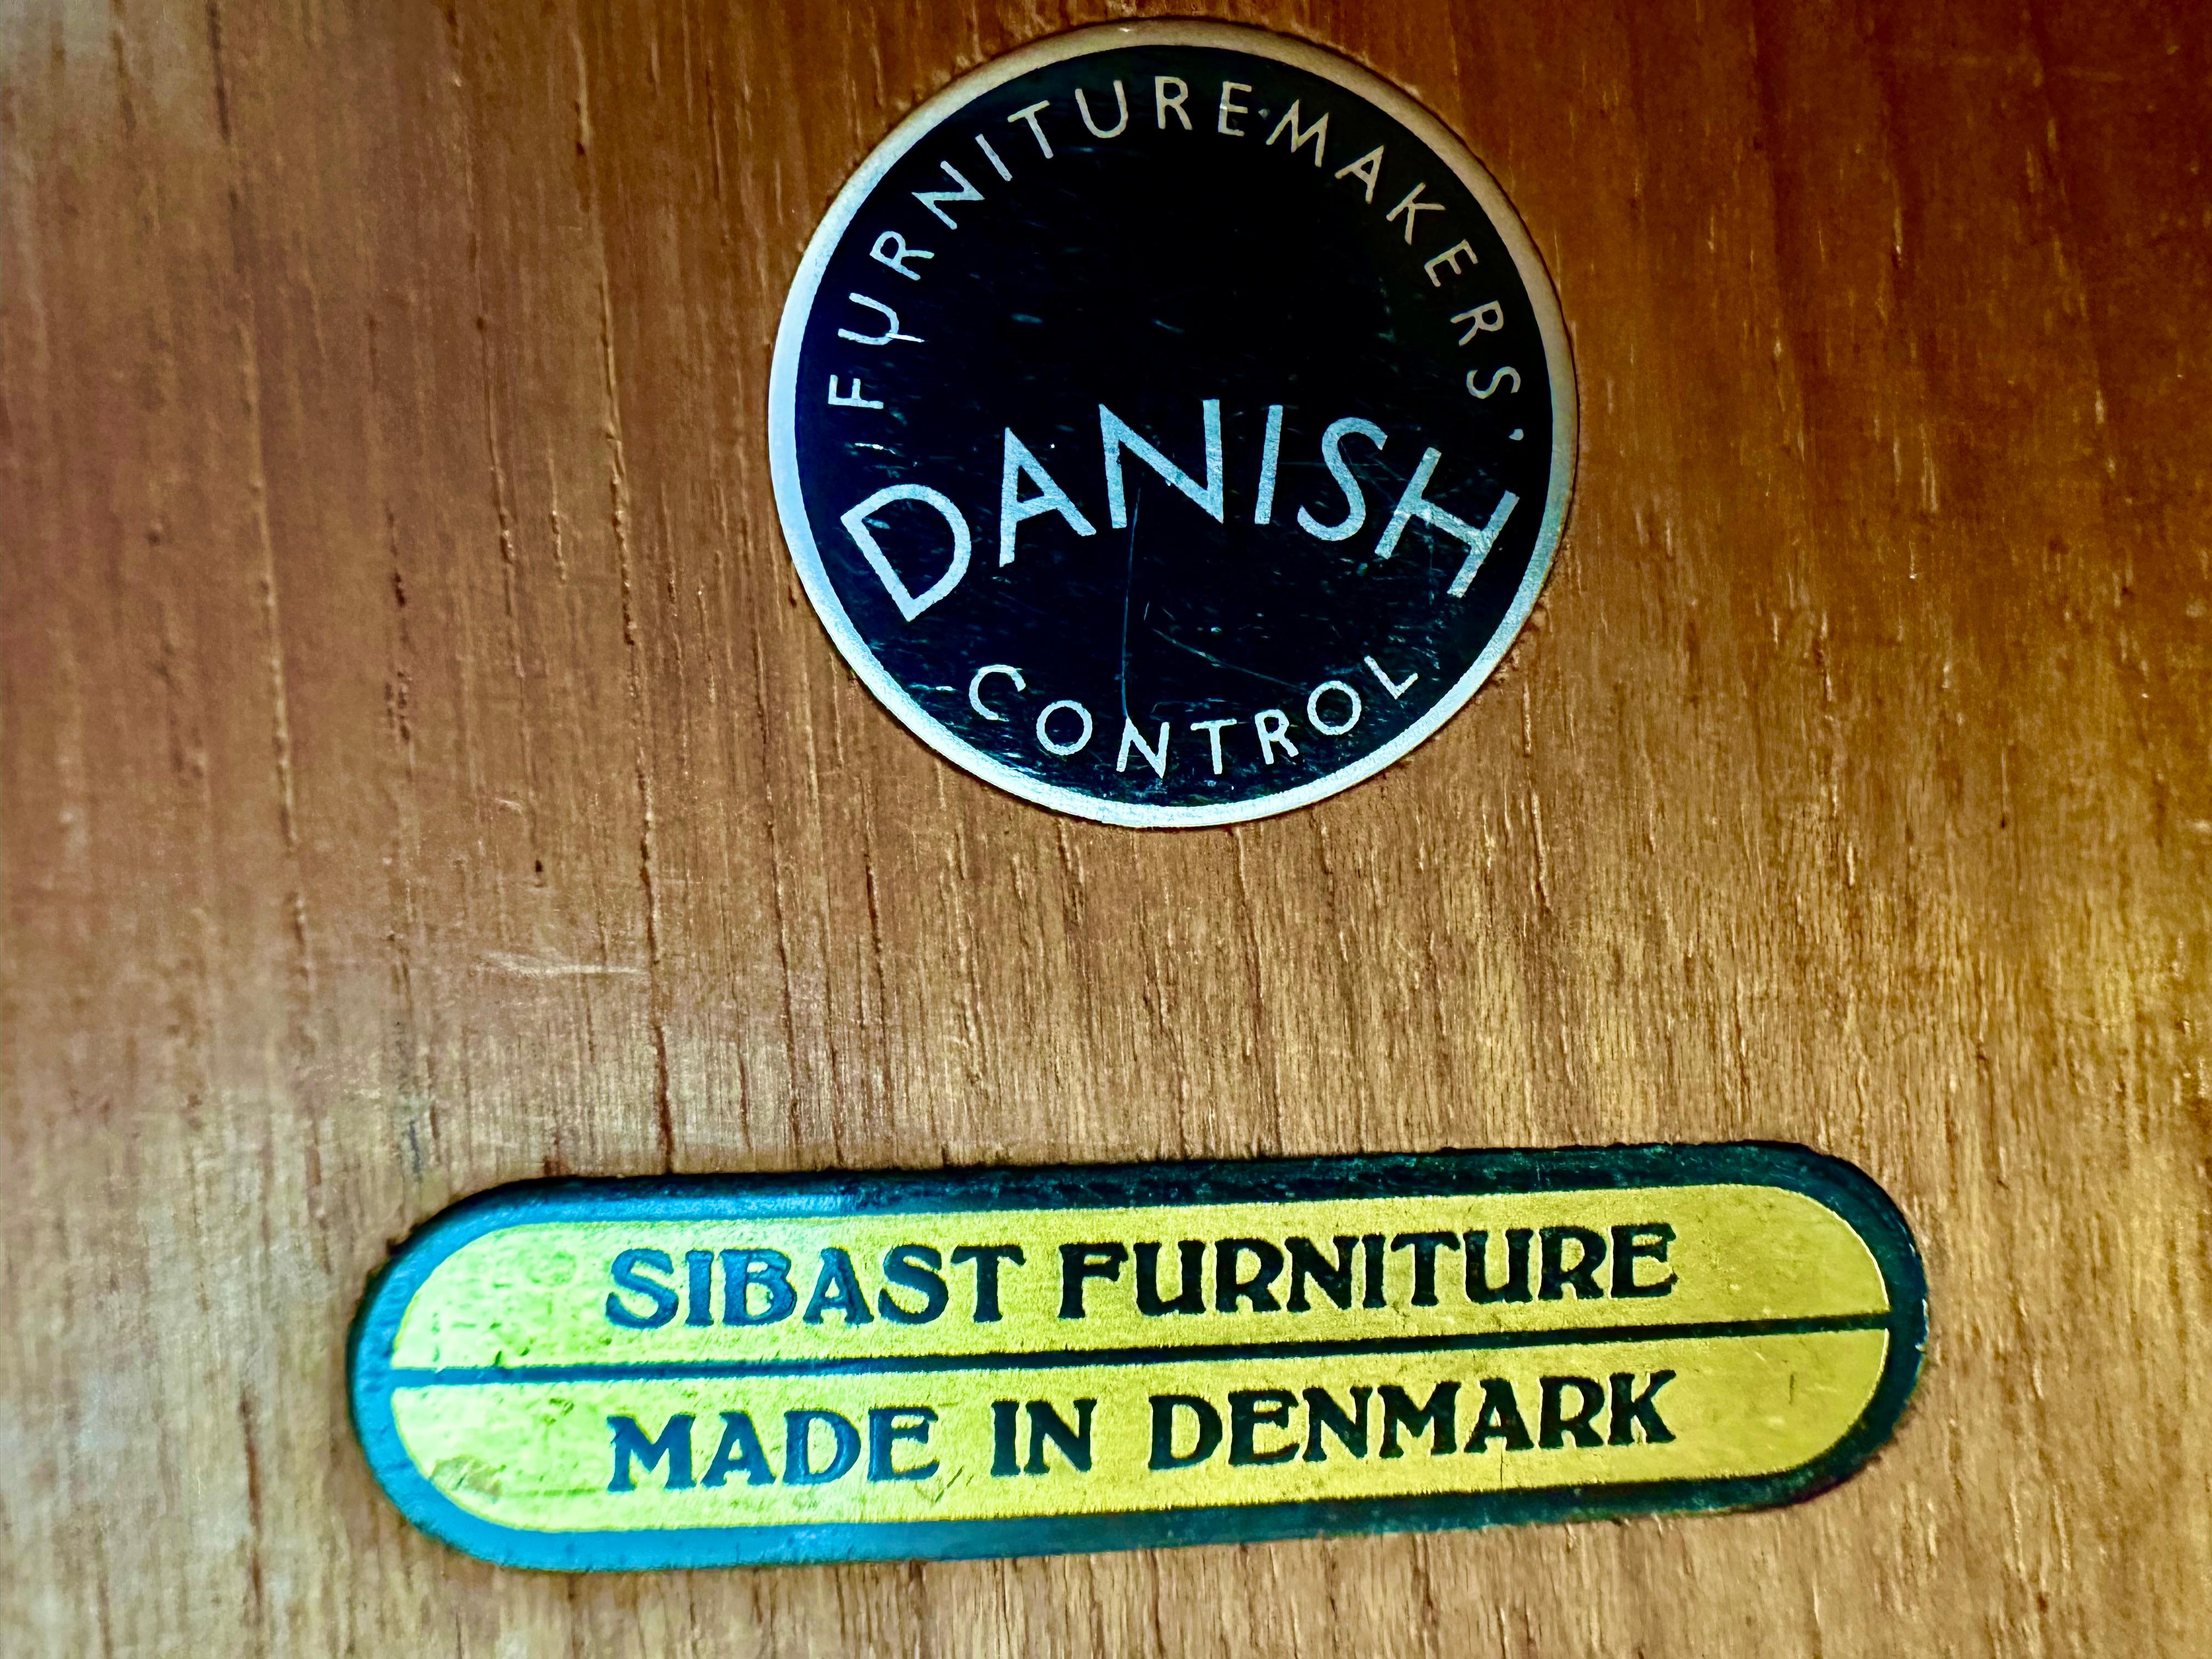 FURNITUREMAKERS'
DANISH
CONTROL
SIBAST FURNITURE
MADE IN DENMARK